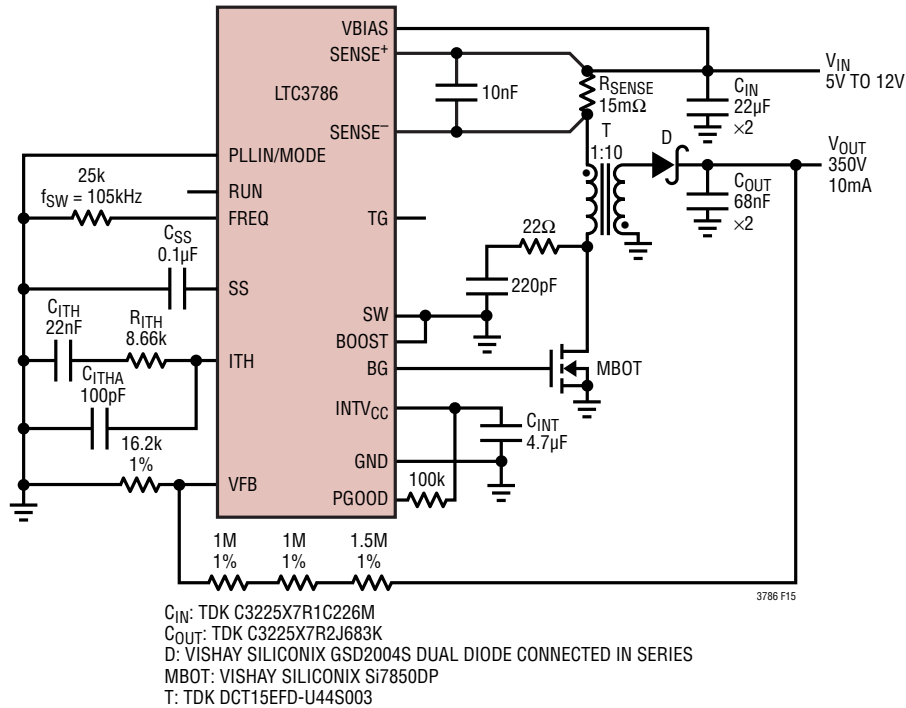 VBIAS
SENSE+
LTC3786
10nF
SENSE–
RSENSE
15mΩ
VIN
5V TO 12V
CIN
22µF
×2
T
1:10
D
VOUT
350V
10mA
COUT
68nF
×2
PLLIN/MODE
25k
fSW = 105kHz
RUN
FREQ
TG
22Ω
220pF
CSS
0.1µF
SS
SW
BOOST
CITH
22nF
RITH
8.66k
ITH
BG
MBOT
CITHA
100pF
INTVCC
CINT
4.7µF
16.2k
1%
GND
VFB
PGOOD
100k
1M
1%
1M
1%
1.5M
1%
3786 F15
CIN: TDK C3225X7R1C226M
COUT: TDK C3225X7R2J683K
D: VISHAY SILICONIX GSD2004S DUAL DIODE CONNECTED IN SERIES
MBOT: VISHAY SILICONIX Si7850DP
T: TDK DCT15EFD-U44S003